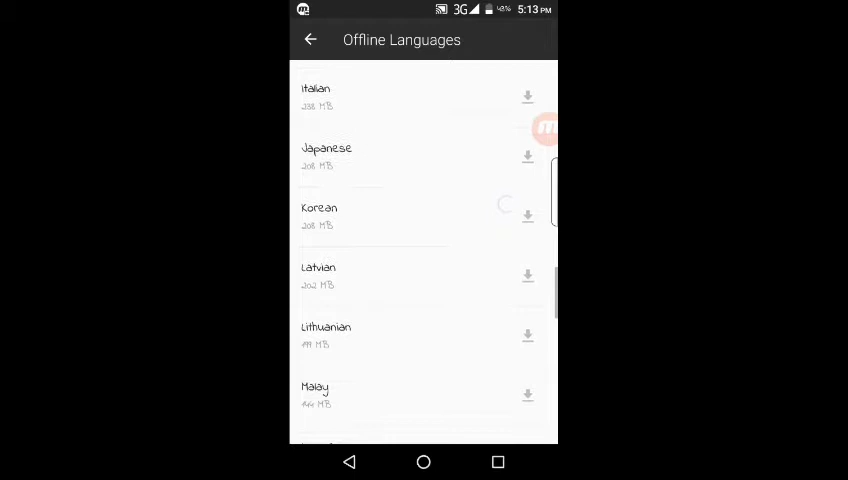 3G 42% 5:13 PM
Offline Languages
Italian
238 MB
Japanese
208 MB
Korean
208 MB
Latvian
202 MB
Lithuanian
199 MB
Malay
MB